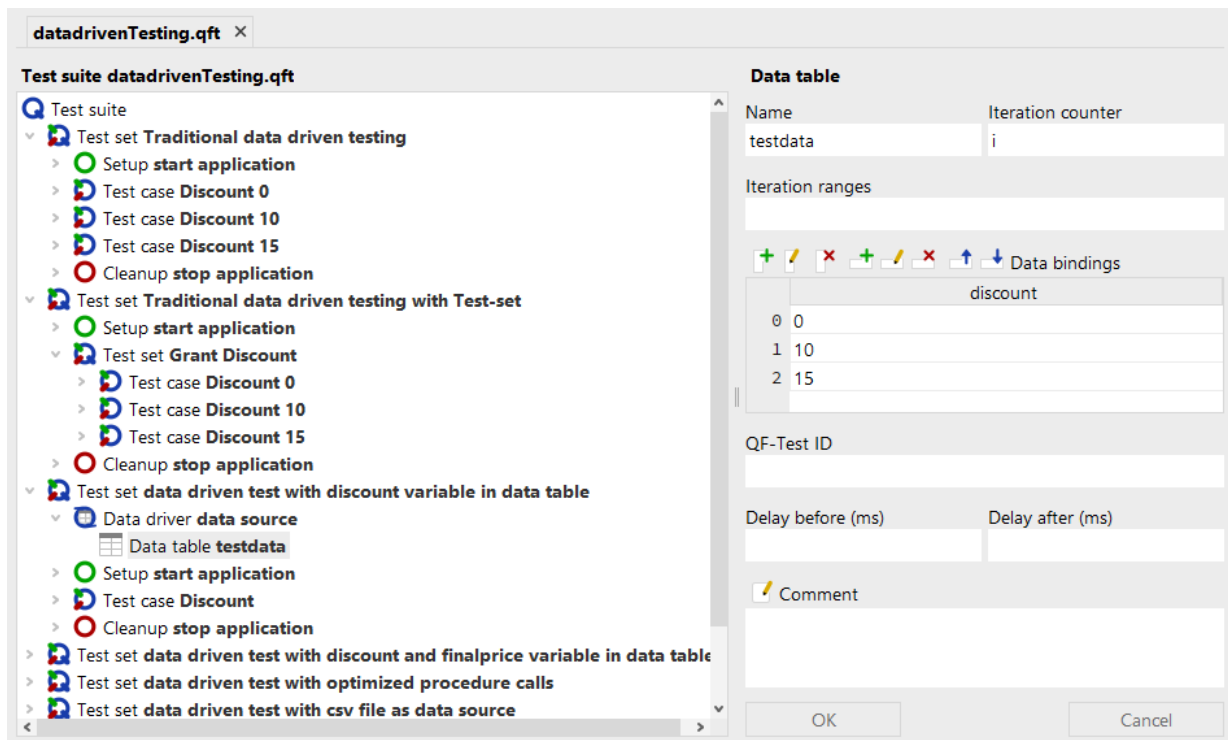 datadrivenTesting.qft ×
Test suite datadrivenTesting.qft
Test suite
Test set Traditional data driven testing
Setup start application
Test case Discount 0
Test case Discount 10
Test case Discount 15
Cleanup stop application
Test set Traditional data driven testing with Test-set
Setup start application
Test set Grant Discount
Test case Discount 0
Test case Discount 10
Test case Discount 15
Cleanup stop application
Test set data driven test with discount variable in data table
Data driver data source
Data table testdata
Setup start application
Test case Discount
Cleanup stop application
Test set data driven test with discount and finalprice variable in data table
Test set data driven test with optimized procedure calls
Test set data driven test with csv file as data source
Data table
Name Iteration counter
testdata i
Iteration ranges
Data bindings
discount
0 0
1 10
2 15
QF-Test ID
Delay before (ms) Delay after (ms)
Comment
OK Cancel